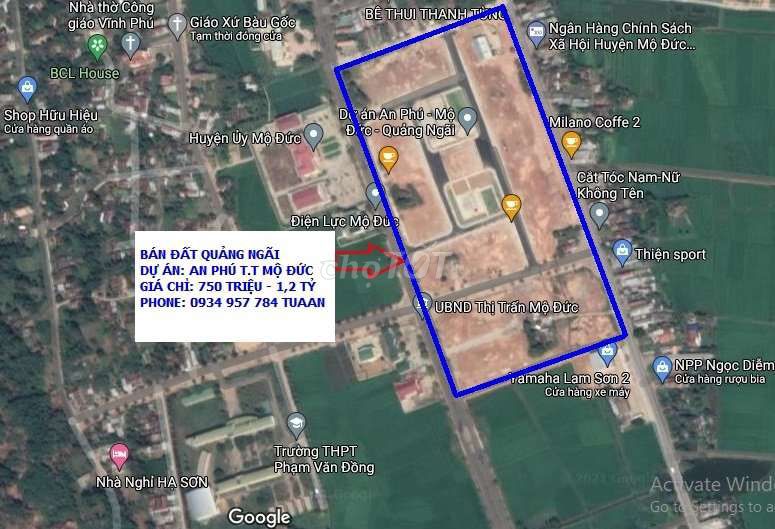 Nhà thờ Công
giáo Vĩnh Phú
Giáo Xứ Bàu Gốc
Tạm thời đóng cửa
BÊ THUI THANH TÙNG
Ngân Hàng Chính Sách
Xã Hội Huyện Mộ Đức...
BCL House
Shop Hữu Hiệu
Cửa hàng quần áo
Huyện Ủy Mộ Đức
Dự án An Phú - Mộ
Đức - Quảng Ngãi
Milano Coffe 2
Cắt Tóc Nam-Nữ
Không Tên
Điện Lực Mộ Đức
BÁN ĐẤT QUẢNG NGÃI
DỰ ÁN: AN PHÚ T.T MỘ ĐỨC
GIÁ CHỈ: 750 TRIỆU - 1,2 TỶ
PHONE: 0934 957 784 TUAAN
chợTỐT
Thiện sport
UBND Thị Trấn Mộ Đức
Yamaha Lam Sơn 2
Cửa hàng xe máy
NPP Ngọc Diễm
Cửa hàng rượu bia
Trường THPT
Phạm Văn Đồng
Nhà Nghỉ HẠ SƠN
Google
Activate Wind
Go to Settings to a